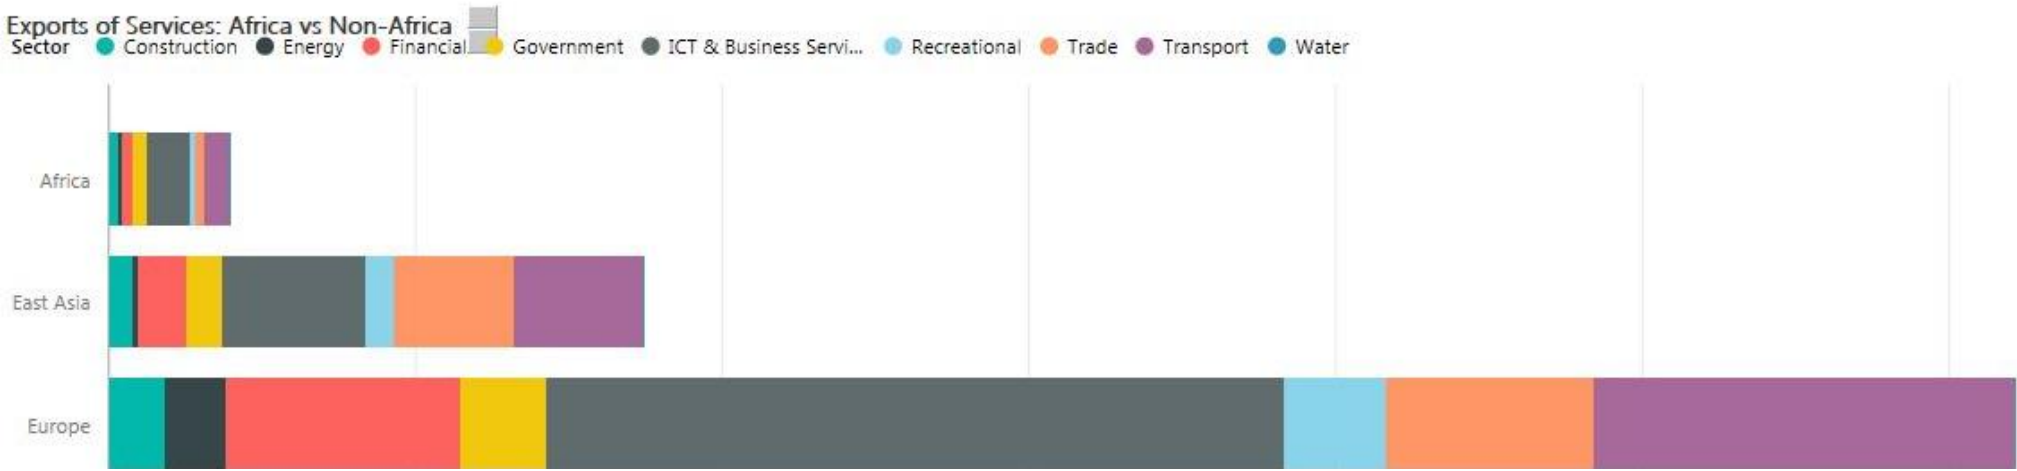 Exports of Services: Africa vs Non-Africa
Sector Construction Energy Financial Government ICT & Business Servi... Recreational Trade Transport Water
Africa
East Asia
Europe